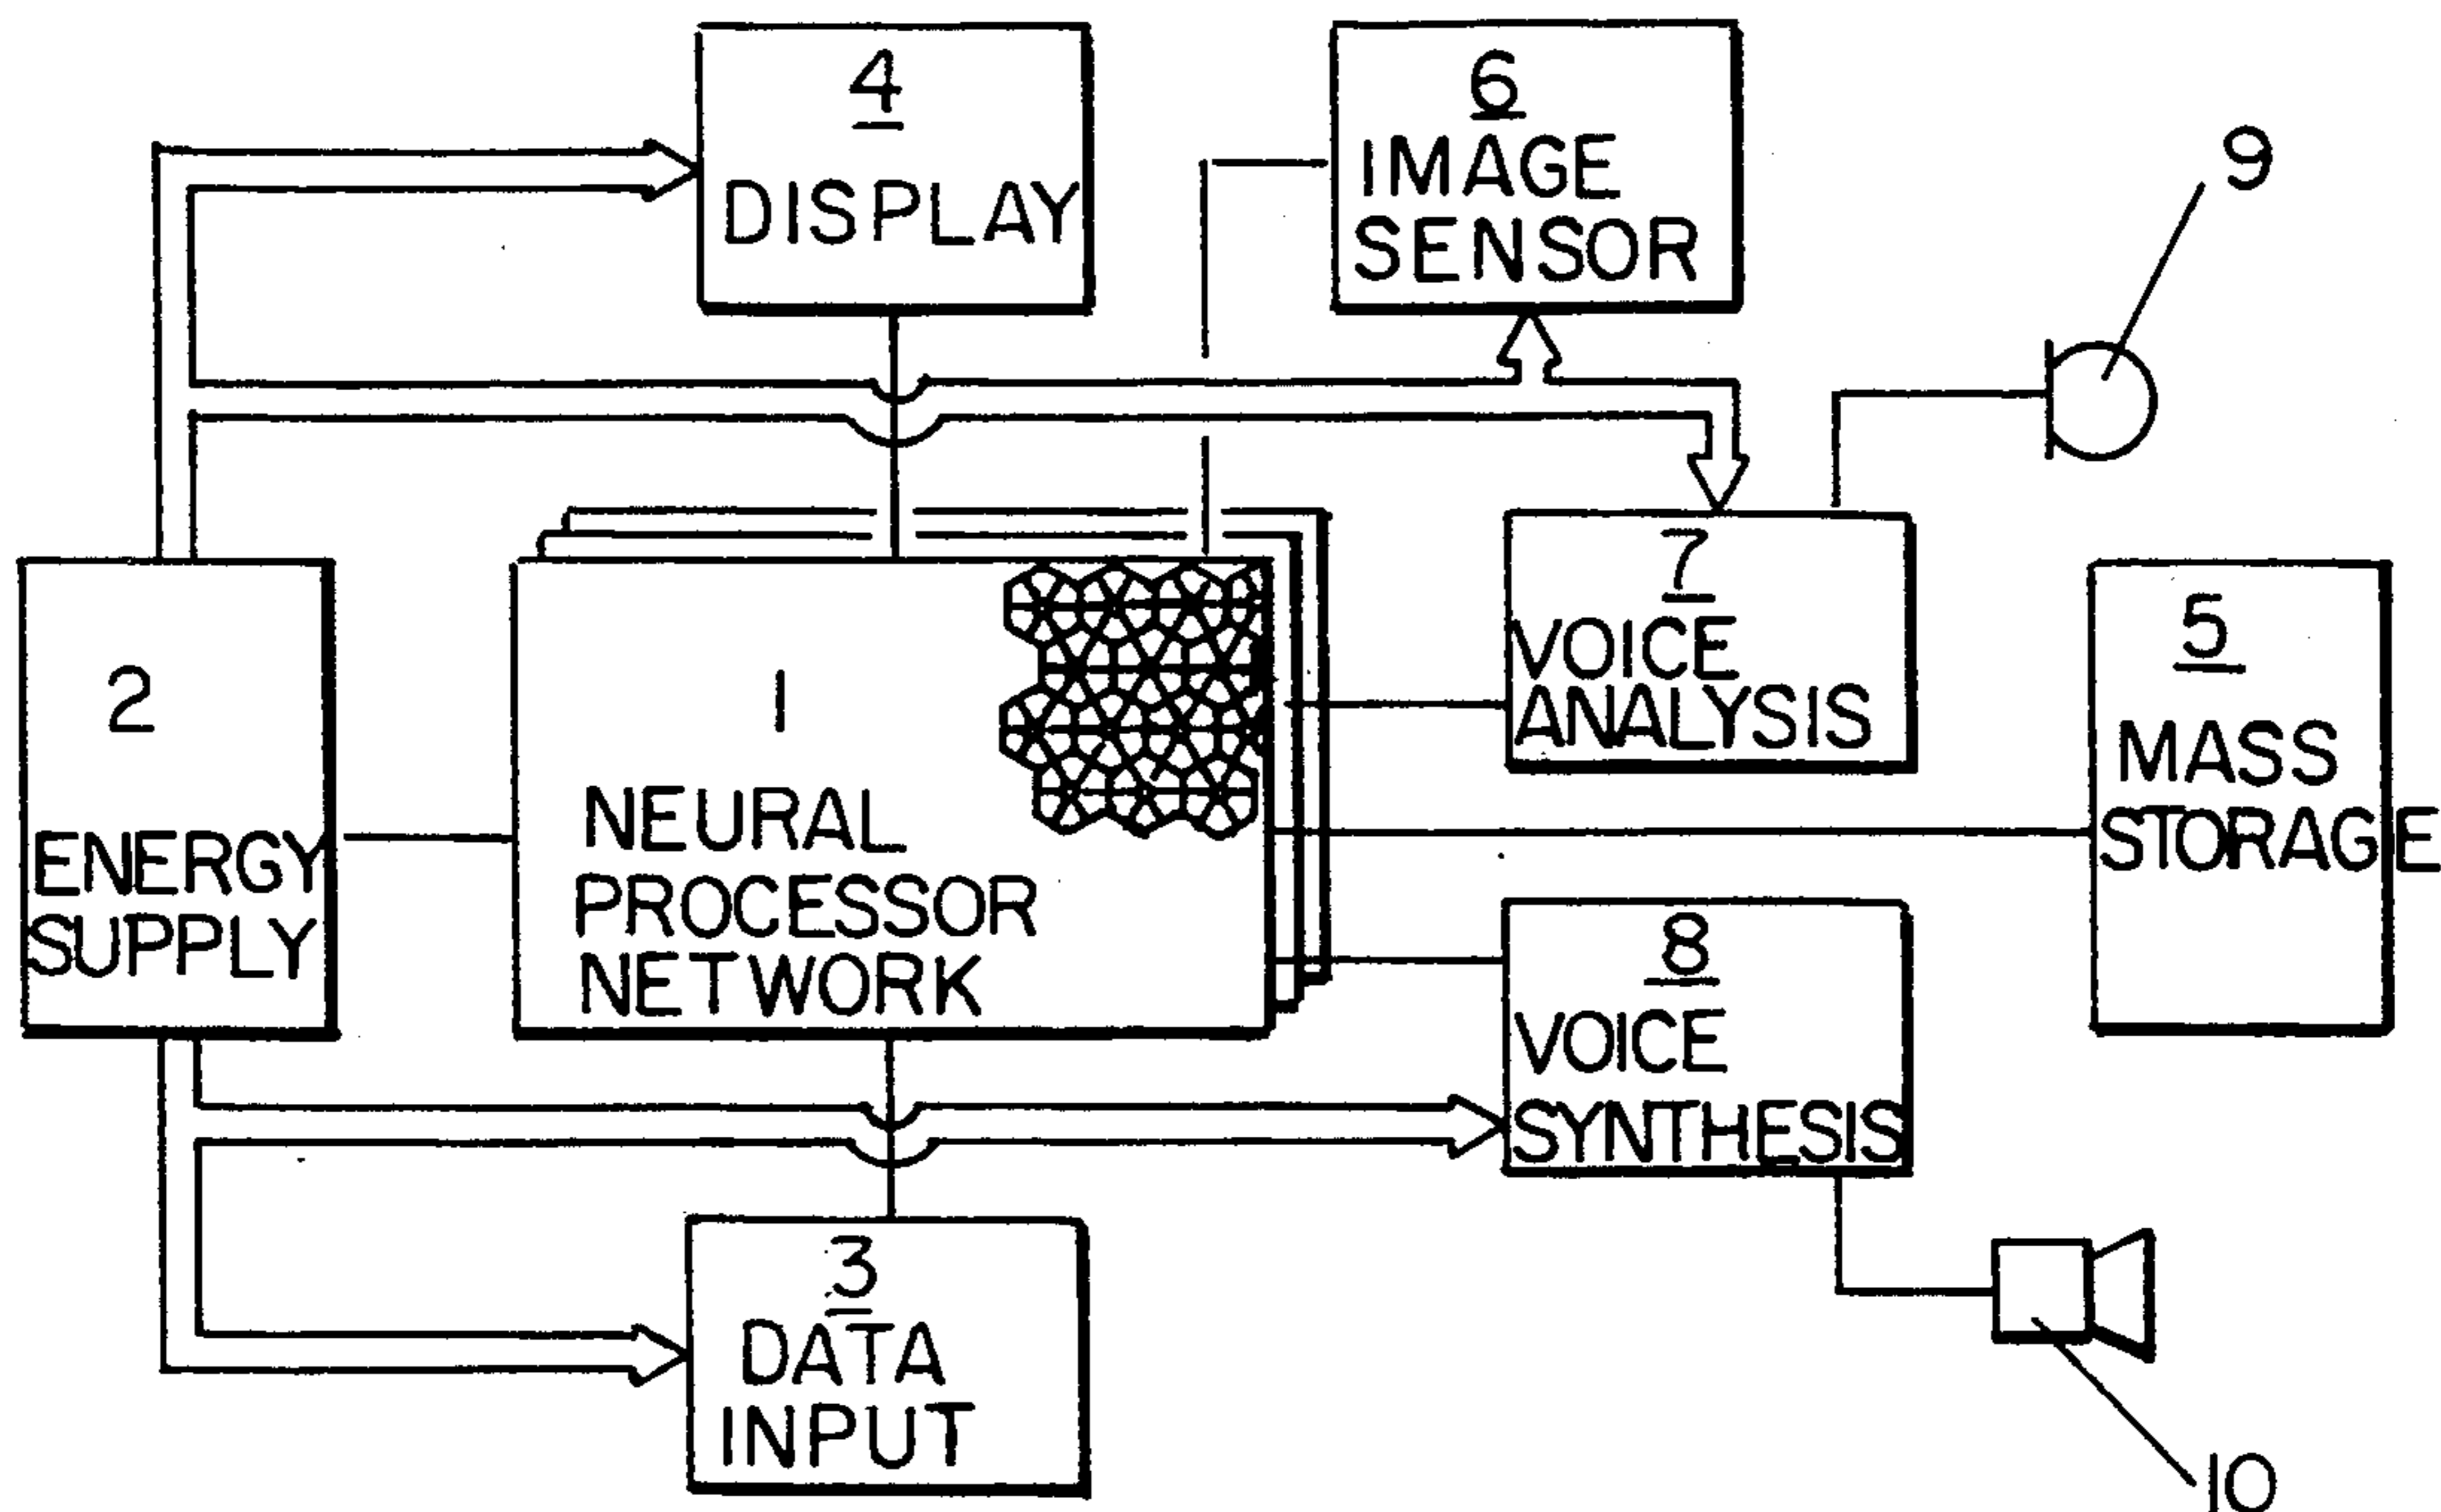 4
DISPLAY
6
IMAGE
SENSOR
9
2
ENERGY
SUPPLY
1
NEURAL
PROCESSOR
NETWORK
7
VOICE
ANALYSIS
5
MASS
STORAGE
8
VOICE
SYNTHESIS
3
DATA
INPUT
10